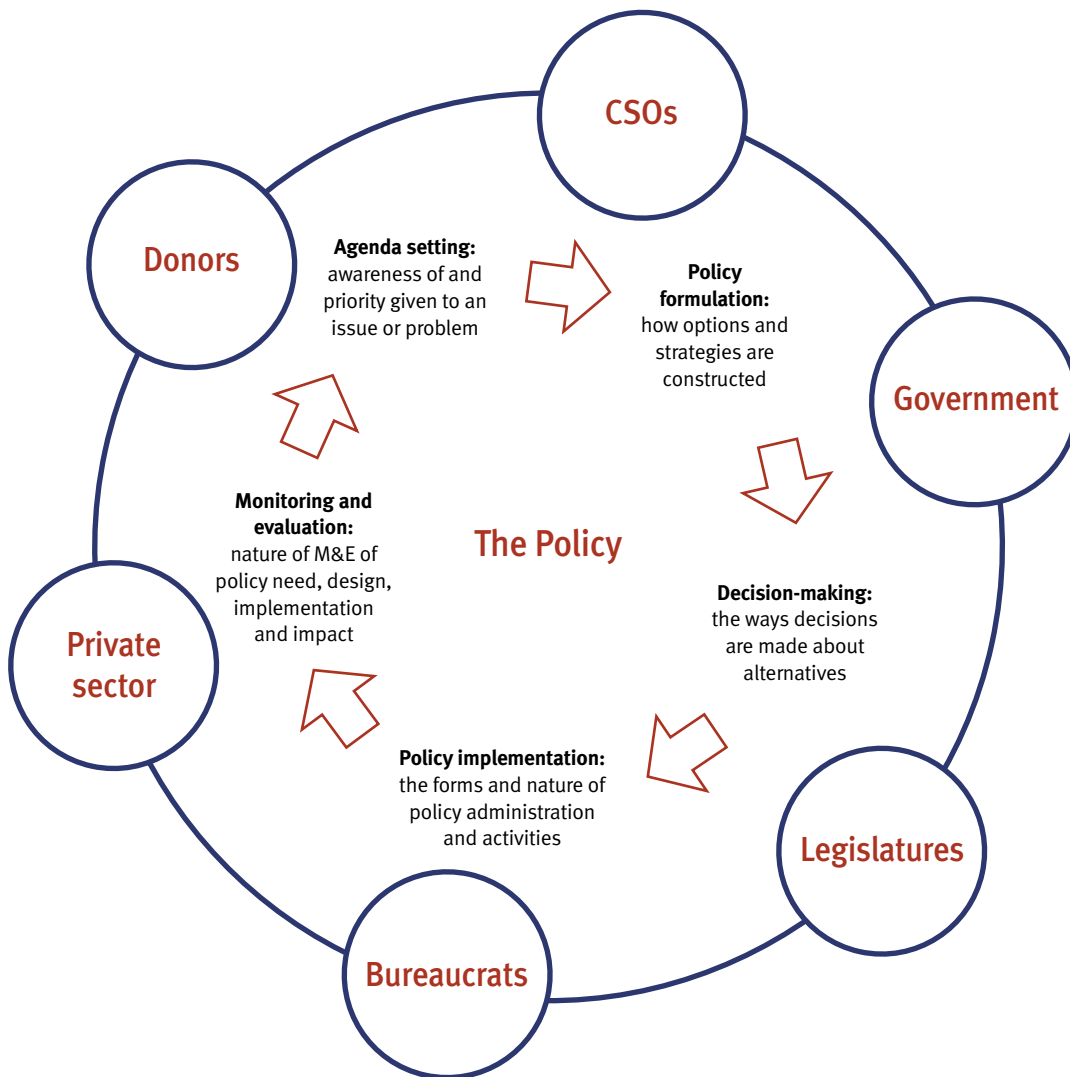 CSOs
Donors
Agenda setting:
awareness of and
priority given to an
issue or problem
Policy
formulation:
how options and
strategies are
constructed
Government
Monitoring and
evaluation:
nature of M&E of
policy need, design,
implementation
and impact
The Policy
Decision-making:
the ways decisions
are made about
alternatives
Private
sector
Policy implementation:
the forms and nature of
policy administration
and activities
Legislatures
Bureaucrats